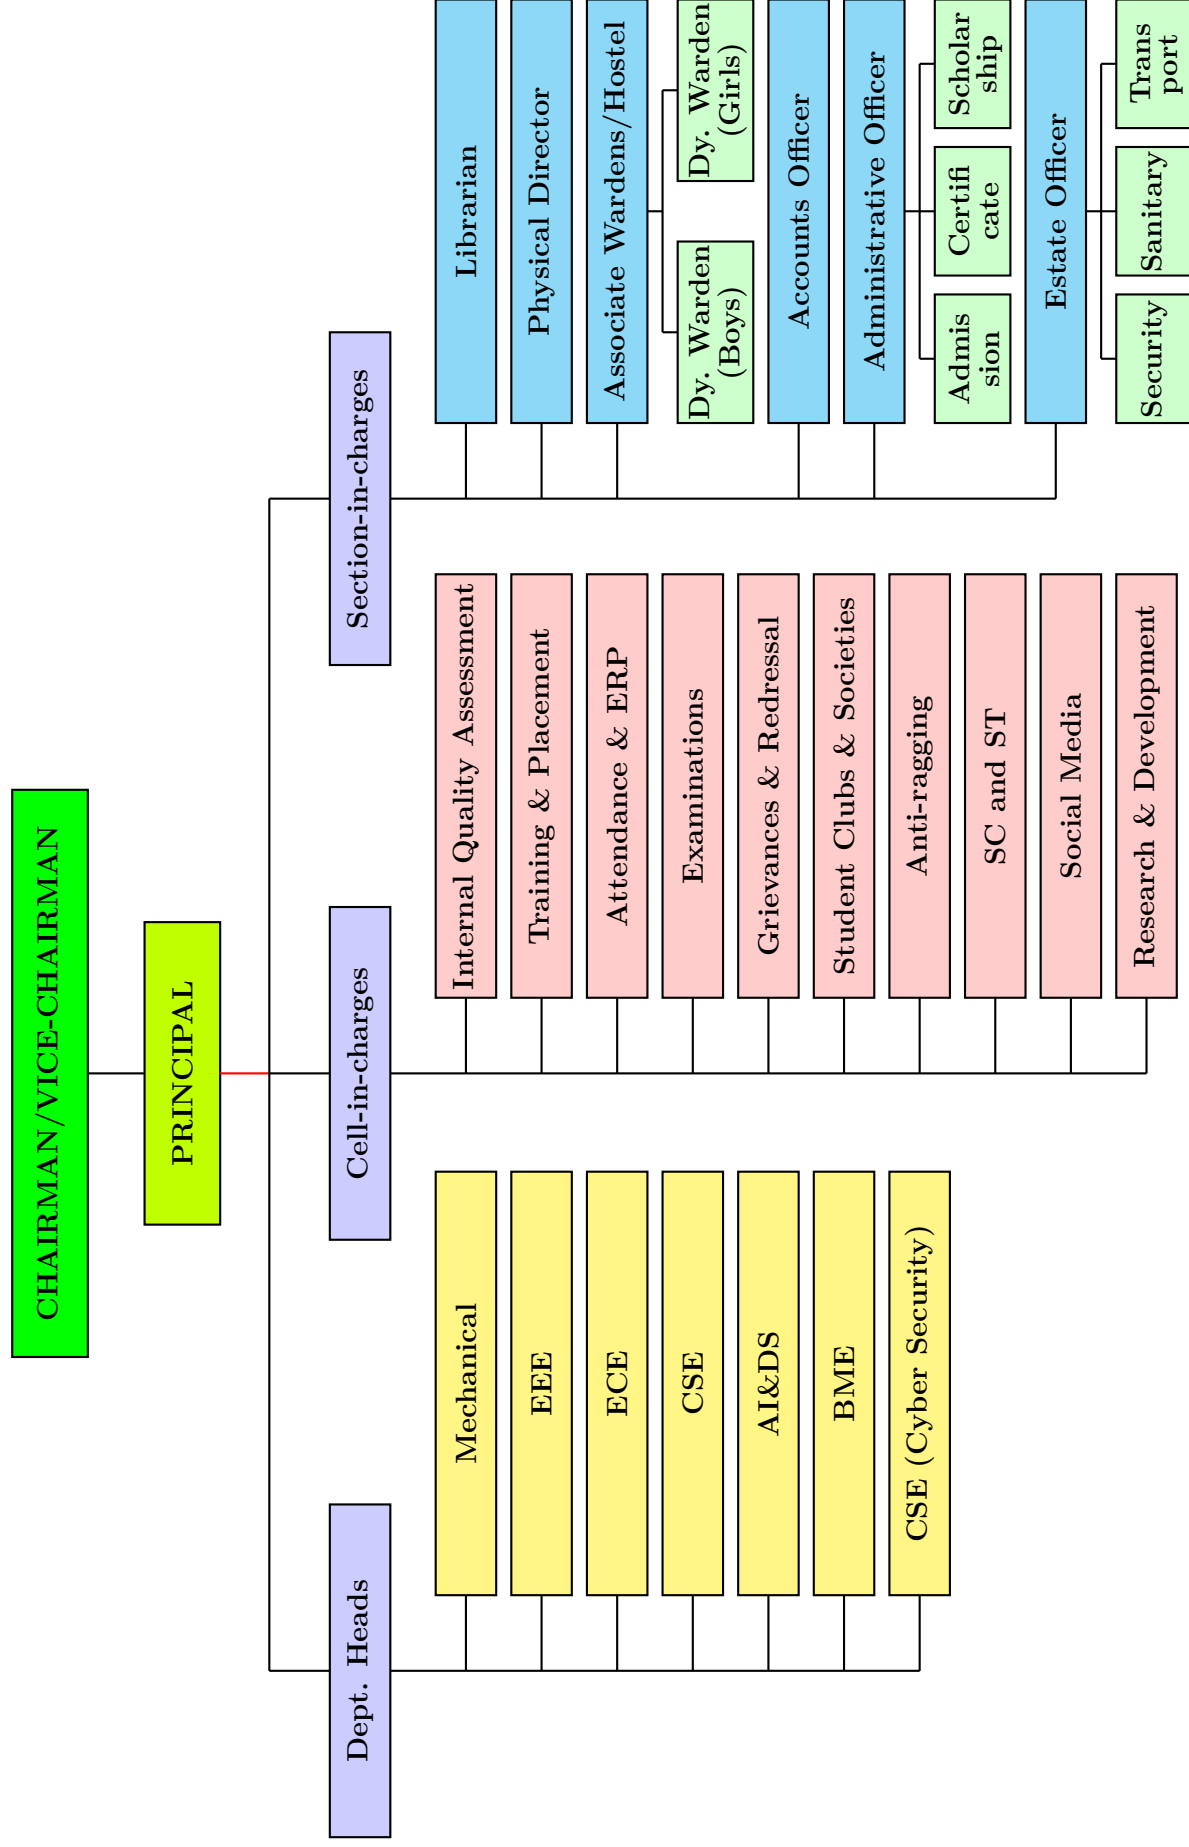 CHAIRMAN/VICE-CHAIRMAN
PRINCIPAL
Dept. Heads
Mechanical
EEE
ECE
CSE
AI&DS
BME
CSE (Cyber Security)
Cell-in-charges
Internal Quality Assessment
Training & Placement
Attendance & ERP
Examinations
Grievances & Redressal
Student Clubs & Societies
Anti-ragging
SC and ST
Social Media
Research & Development
Section-in-charges
Librarian
Physical Director
Associate Wardens/Hostel
Dy. Warden
(Boys)
Dy. Warden
(Girls)
Accounts Officer
Administrative Officer
Admis
sion
Certifi
cate
Scholar
ship
Estate Officer
Security
Sanitary
Trans
port